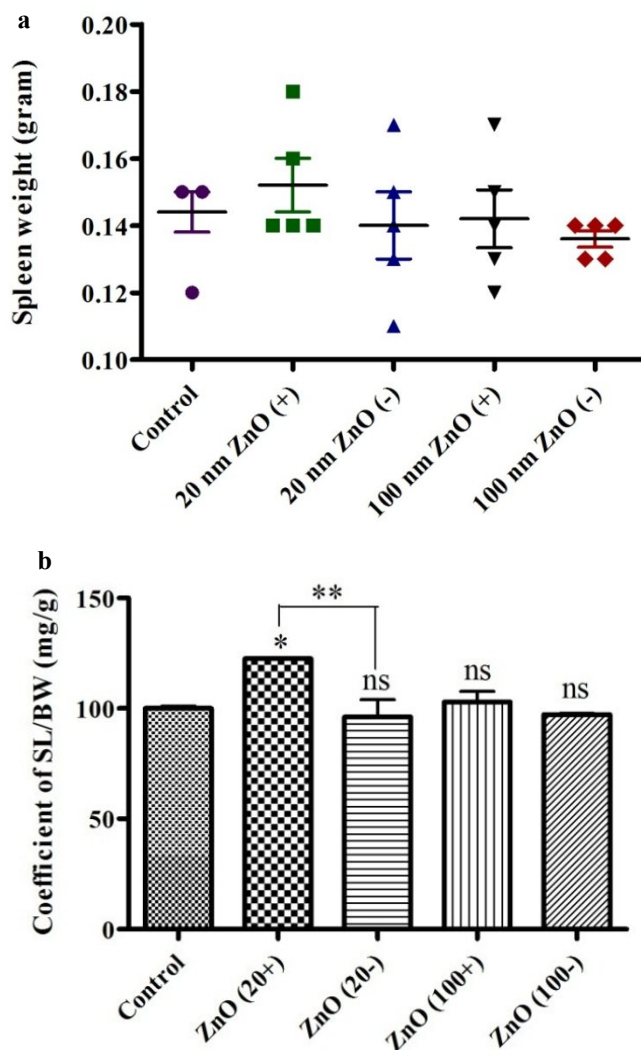 a
Spleen weight (gram)
0.20
0.18
0.16
0.14
0.12
0.10
Control
20 nm ZnO (+)
20 nm ZnO (-)
100 nm ZnO (+)
100 nm ZnO (-)
b
Coefficient of SL/BW (mg/g)
150
100
50
0
**
*
ns
ns
ns
Control
ZnO (20+)
ZnO (20-)
ZnO (100+)
ZnO (100-)